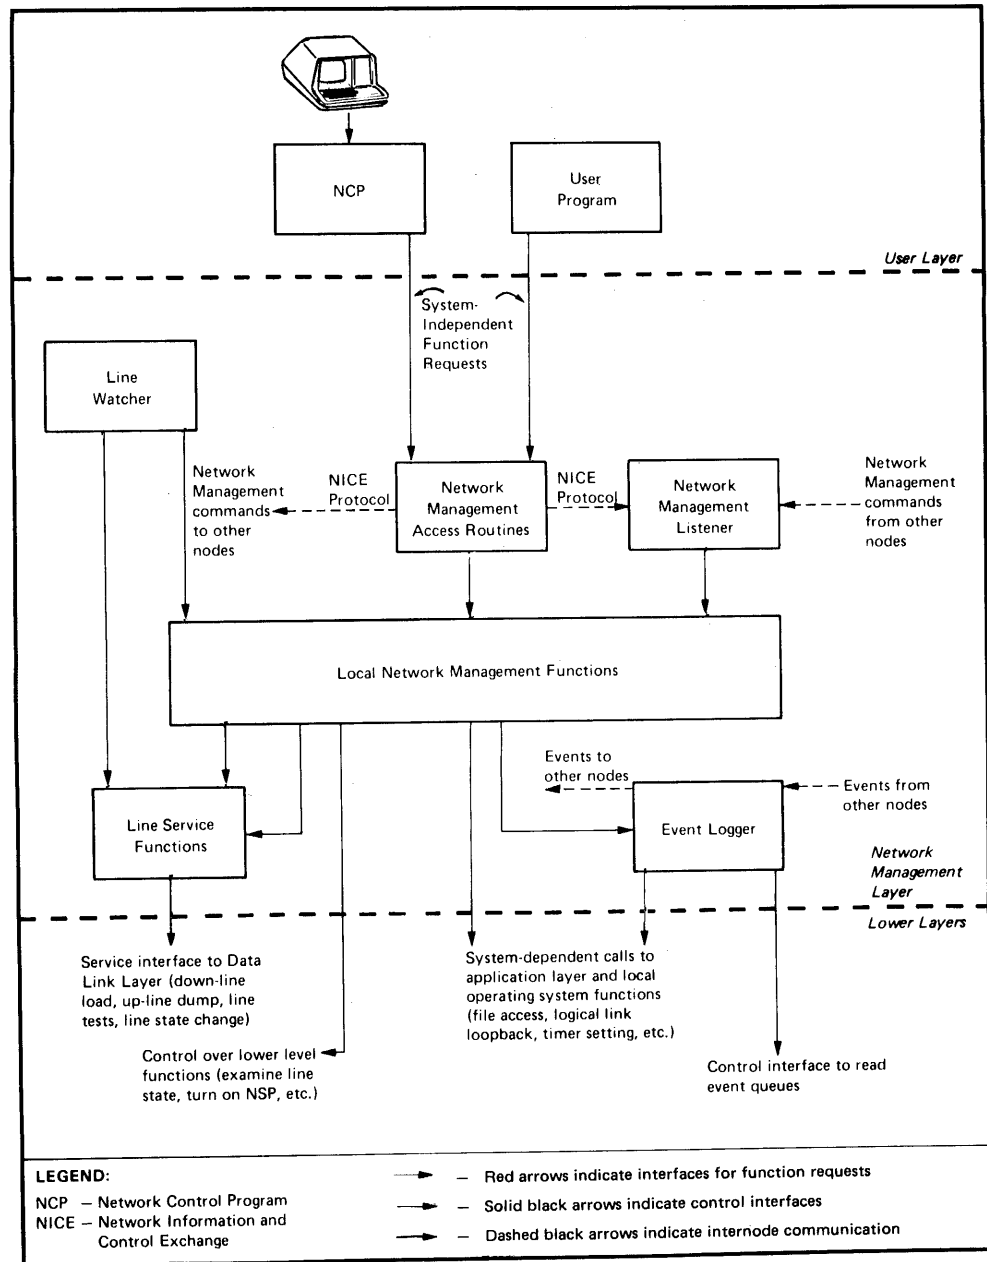 NCP
User
Program
User Layer
System-
Independent
Function
Requests
Line
Watcher
Network
Management
commands
to other
nodes
NICE
Protocol
Network
Management
Access Routines
NICE
Protocol
Network
Management
Listener
Network
Management
commands
from other
nodes
Local Network Management Functions
Events to
other nodes
Events from
other nodes
Line Service
Functions
Event Logger
Network
Management
Layer
Lower Layers
Service interface to Data
Link Layer (down-line
load, up-line dump, line
tests, line state change)
System-dependent calls to
application layer and local
operating system functions
(file access, logical link
loopback, timer setting, etc.)
Control over lower level
functions (examine line
state, turn on NSP, etc.)
Control interface to read
event queues
LEGEND:
NCP – Network Control Program
NICE – Network Information and
Control Exchange
– Red arrows indicate interfaces for function requests
– Solid black arrows indicate control interfaces
– Dashed black arrows indicate internode communication